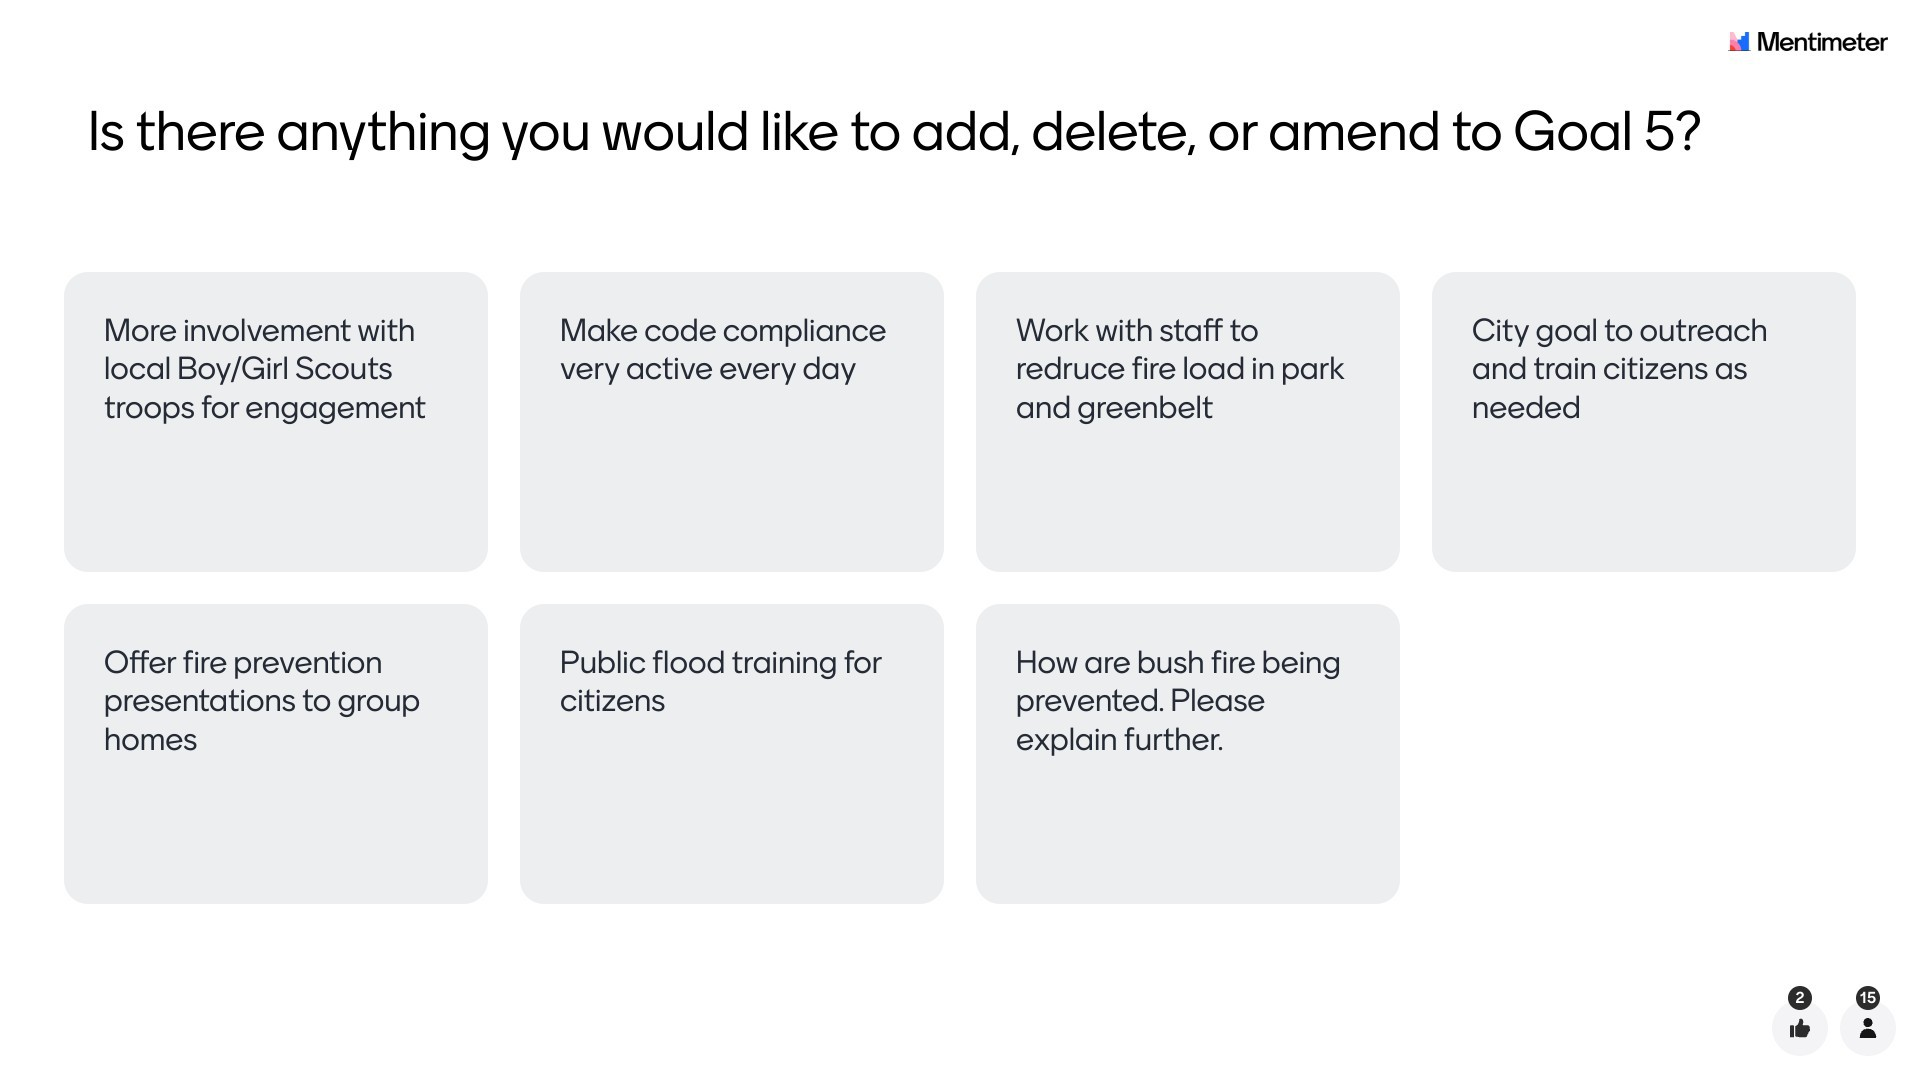 Mentimeter
Is there anything you would like to add, delete, or amend to Goal 5?
More involvement with
local Boy/Girl Scouts
troops for engagement
Make code compliance
very active every day
Work with staff to
redruce fire load in park
and greenbelt
City goal to outreach
and train citizens as
needed
Offer fire prevention
presentations to group
homes
Public flood training for
citizens
How are bush fire being
prevented. Please
explain further.
2
15